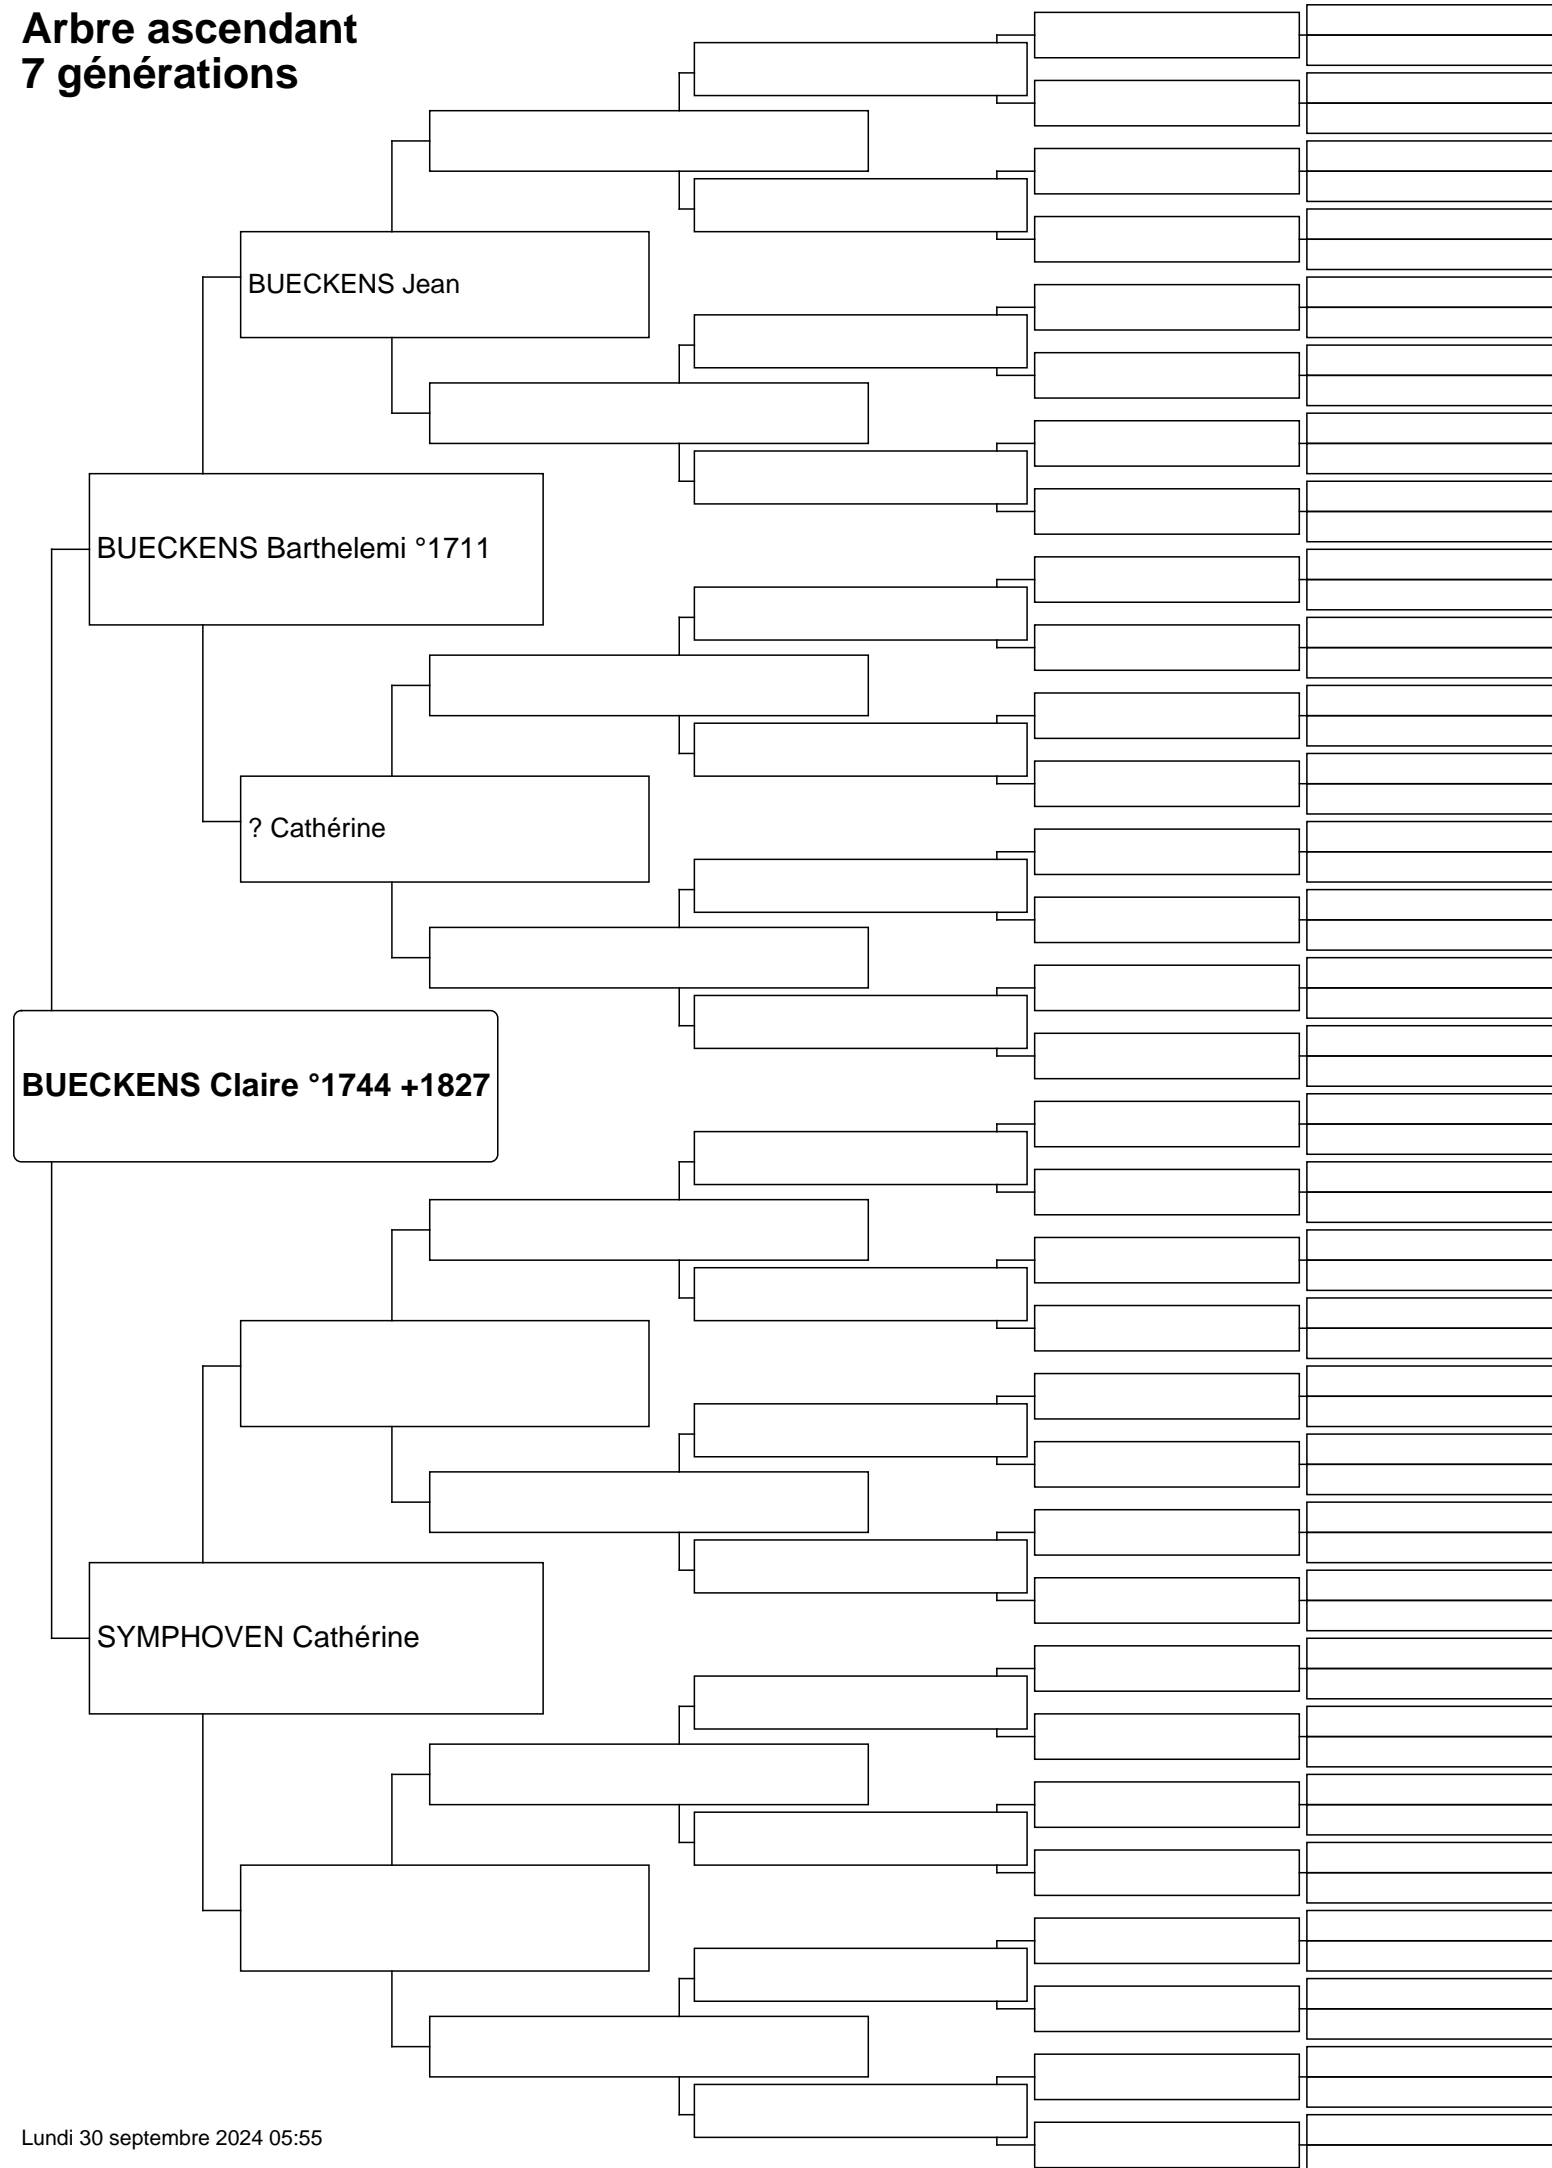 Arbre ascendant
7 générations
BUECKENS Jean
BUECKENS Barthelemi °1711
? Cathérine
BUECKENS Claire °1744 +1827
SYMPHOVEN Cathérine
Lundi 30 septembre 2024 05:55